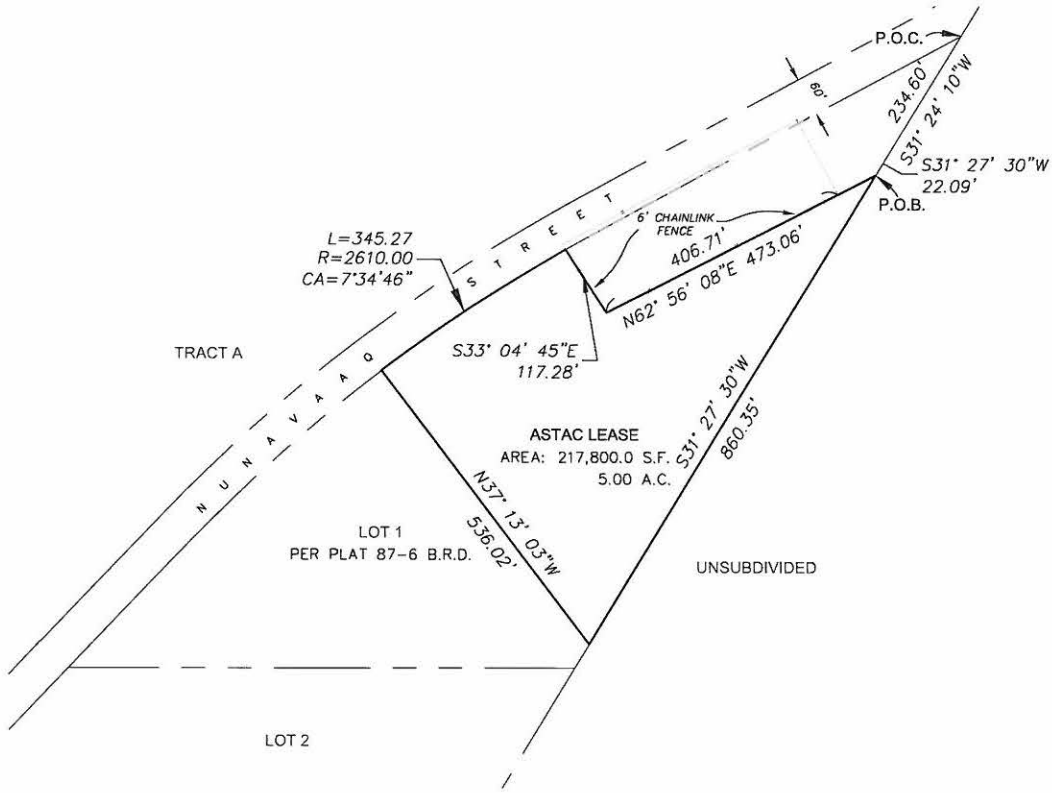 P.O.C.
60'
234.60'
S31° 24' 10"W
S31° 27' 30"W
22.09'
P.O.B.
6' CHAINLINK
FENCE
406.71'
N62° 56' 08"E 473.06'
L=345.27
R=2610.00
CA=7°34'46"
NUNAVAAQ STREET
S33° 04' 45"E
117.28'
TRACT A
ASTAC LEASE
AREA: 217,800.0 S.F.
5.00 A.C.
S31° 27' 30"W
860.35'
N37° 13' 03"W
536.02'
LOT 1
PER PLAT 87-6 B.R.D.
UNSUBDIVIDED
LOT 2